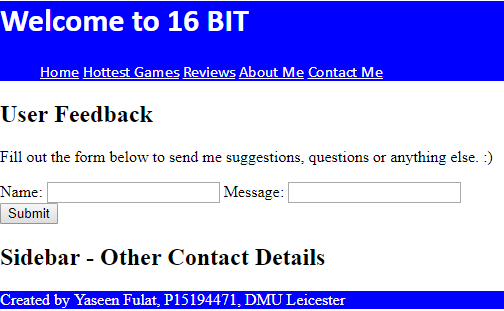 Welcome to 16 BIT
Home Hottest Games Reviews About Me Contact Me
User Feedback
Fill out the form below to send me suggestions, questions or anything else. :)
Name: Message:
Submit
Sidebar - Other Contact Details
Created by Yaseen Fulat, P15194471, DMU Leicester